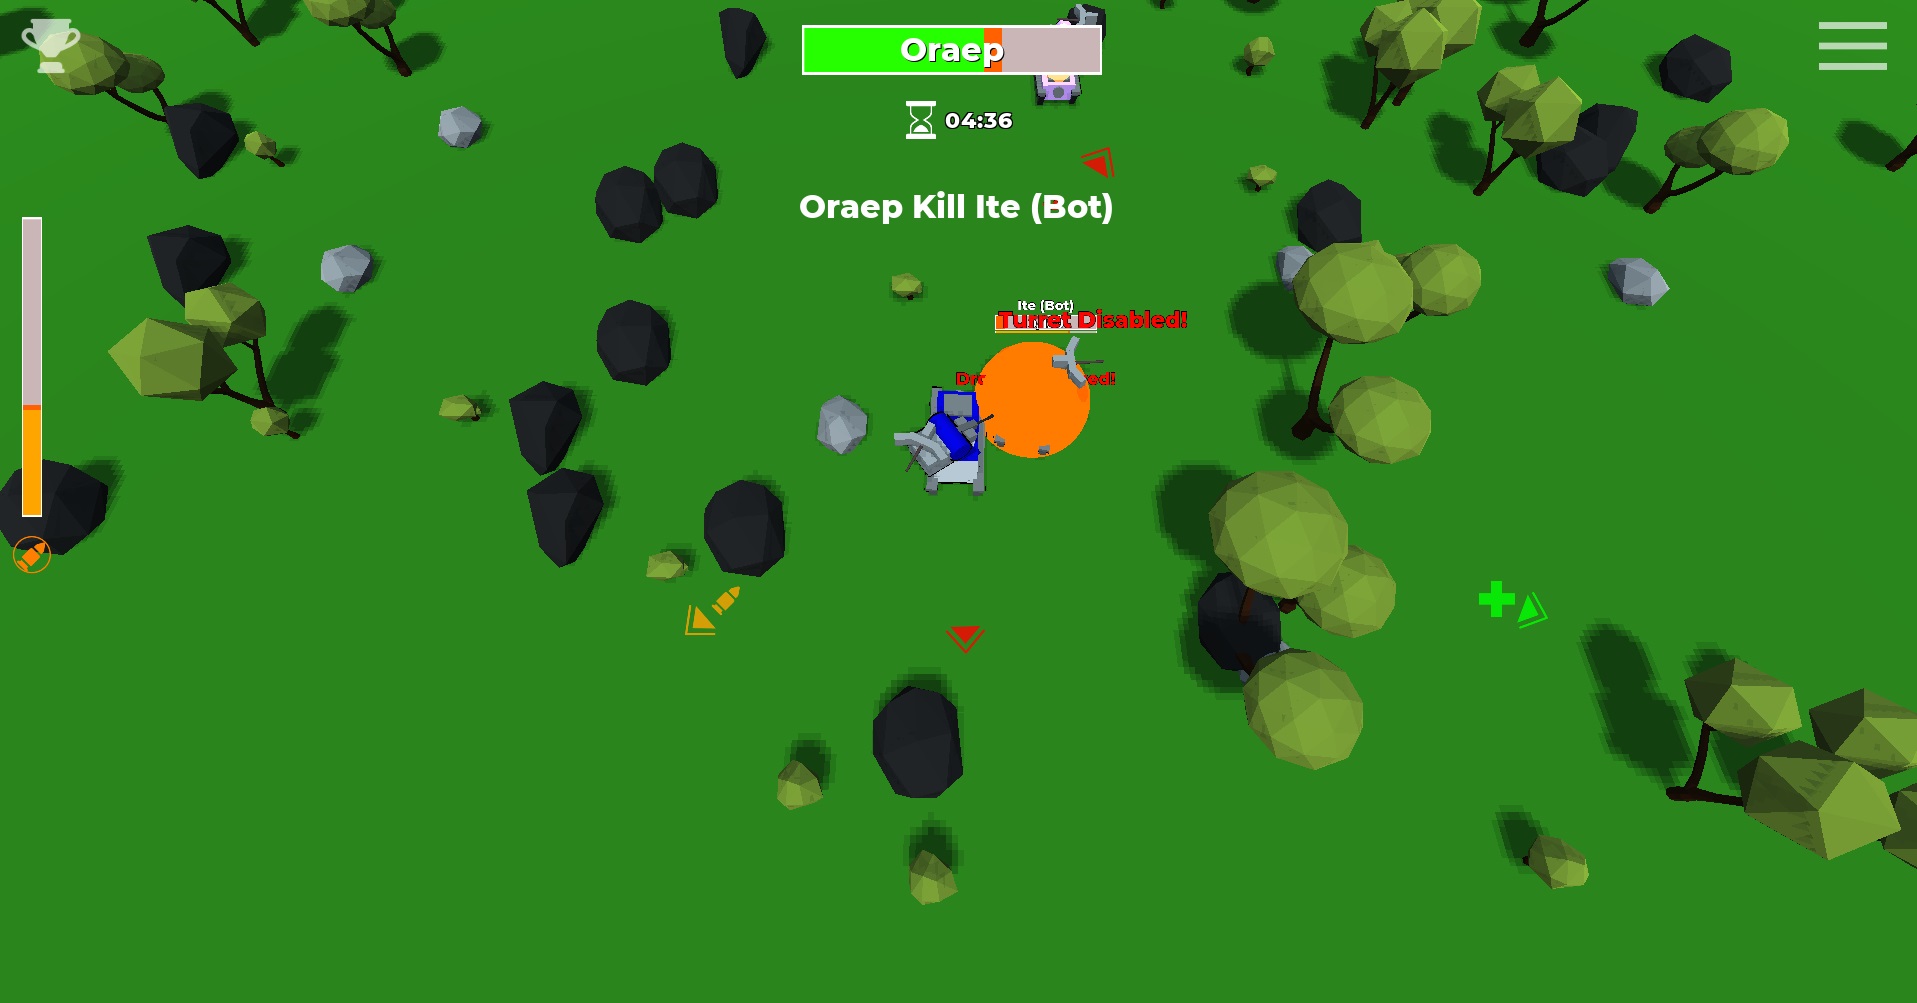 Oraep
04:36
Oraep Kill Ite (Bot)
Ite (Bot)
Turret Disabled!